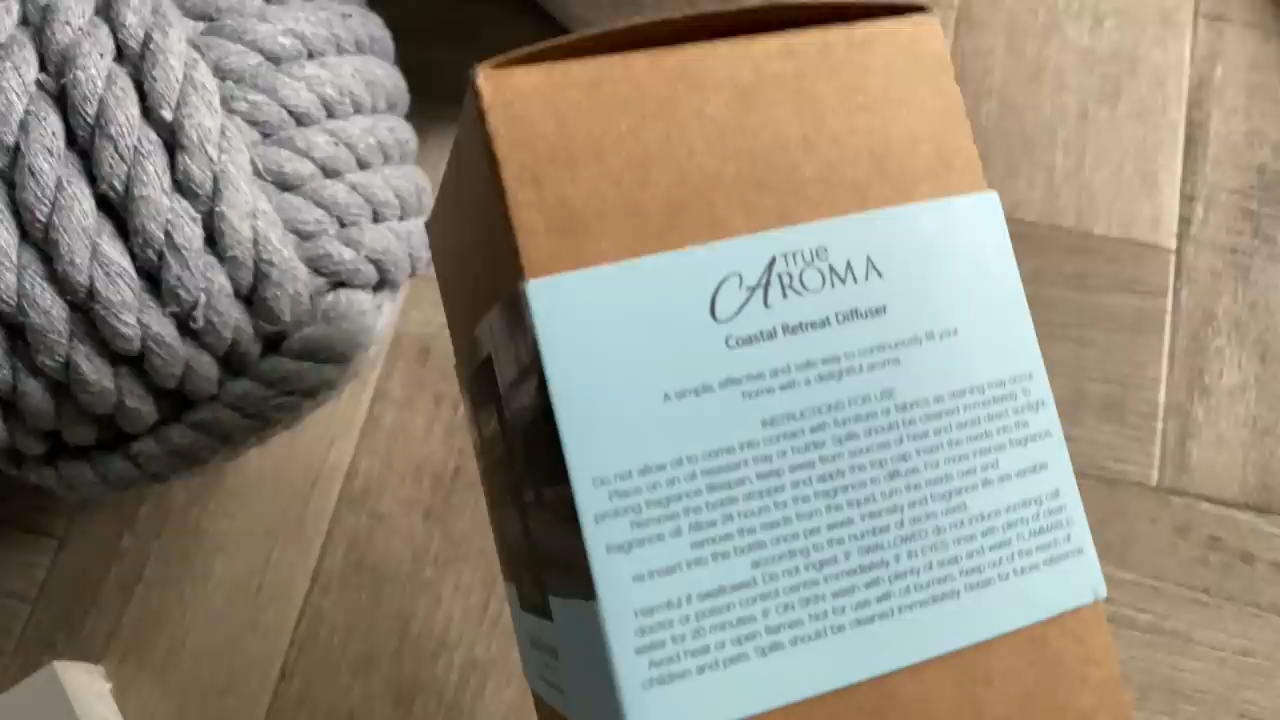 True
AROMA
Coastal Retreat Diffuser
A simple, effective and safe way to continuously fill your
home with a delightful aroma.
INSTRUCTIONS FOR USE
Do not allow oil to come into contact with furniture or fabrics as staining may occur.
Place on an oil resistant tray or holder. Spills should be cleaned immediately. To
prolong fragrance lifespan, keep away from sources of heat and avoid direct sunlight.
Remove the bottle stopper and apply the top cap. Insert the reeds into the
fragrance oil. Allow 24 hours for the fragrance to diffuse. For more intense fragrance,
remove the reeds from the liquid, turn the reeds over and
re-insert into the bottle once per week. Intensity and fragrance life are variable
according to the number of sticks used.
Harmful if swallowed. Do not ingest. IF SWALLOWED: do not induce vomiting call
doctor or poison control centre immediately. IF IN EYES: rinse with plenty of clean
water for 20 minutes. IF ON SKIN: wash with plenty of soap and water. FLAMMABLE.
Avoid heat or open flames. Not for use with oil burners. Keep out of the reach of
children and pets. Spills should be cleaned immediately. Retain for future reference.